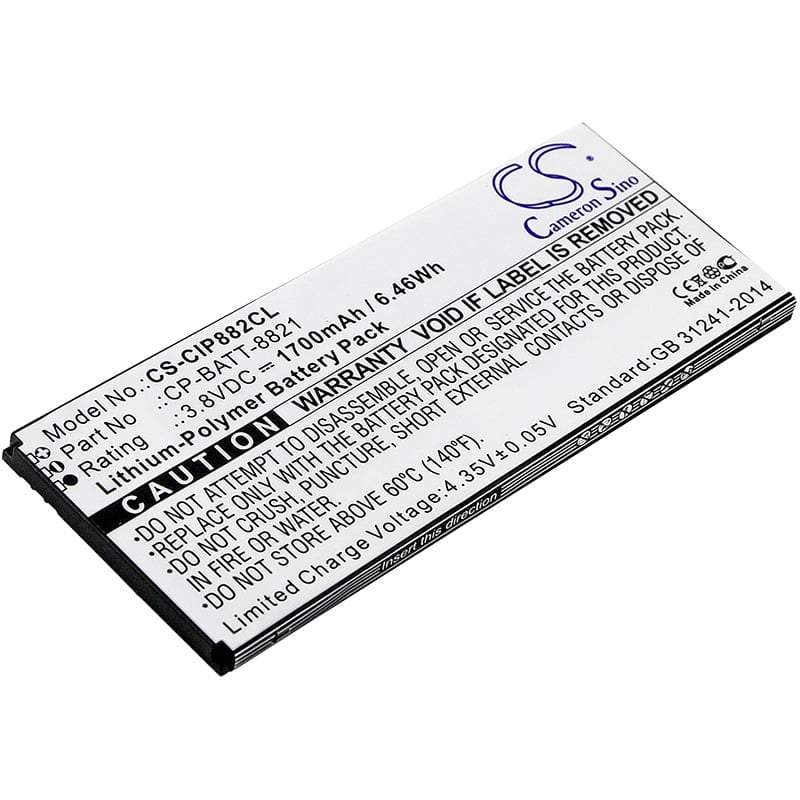 CS®
Cameron Sino
Model No.: CS-CIP882CL
Part No : CP-BATT-8821
Rating : 3.8VDC 1700mAh / 6.46Wh
Lithium-Polymer Battery Pack
CAUTION
WARRANTY VOID IF LABEL IS REMOVED
•DO NOT ATTEMPT TO DISASSEMBLE, OPEN OR SERVICE BATTERY PACK
•REPLACE ONLY WITH THE BATTERY PACK DESIGNATED FOR PRODUCT
•DO NOT CRUSH, PUNCTURE, SHORT EXTERNAL CONTACTS OR DISPOSE OF IN FIRE OR WATER.
•DO NOT STORE ABOVE 60°C (140°F)
Limited Charge Voltage: 4.35V±0.05V
GB 31241-2014
CE
Made In China
Insert this direction